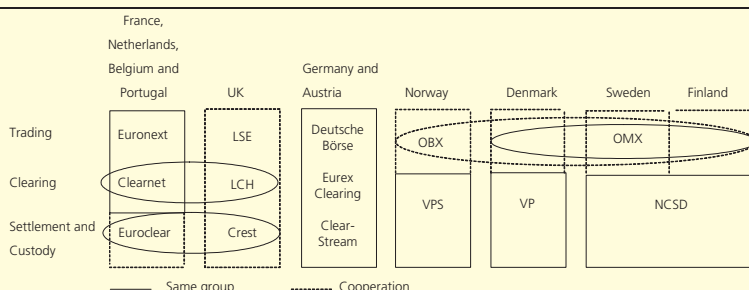 France,
Netherlands,
Belgium and
Portugal
UK
Germany and
Austria
Norway
Denmark
Sweden
Finland
Trading
Euronext
LSE
Deutsche
Börse
OBX
OMX
Clearing
Clearnet
LCH
Eurex
Clearing
VPS
VP
NCSD
Settlement and
Custody
Euroclear
Crest
Clear-
Stream
Same group
Cooperation